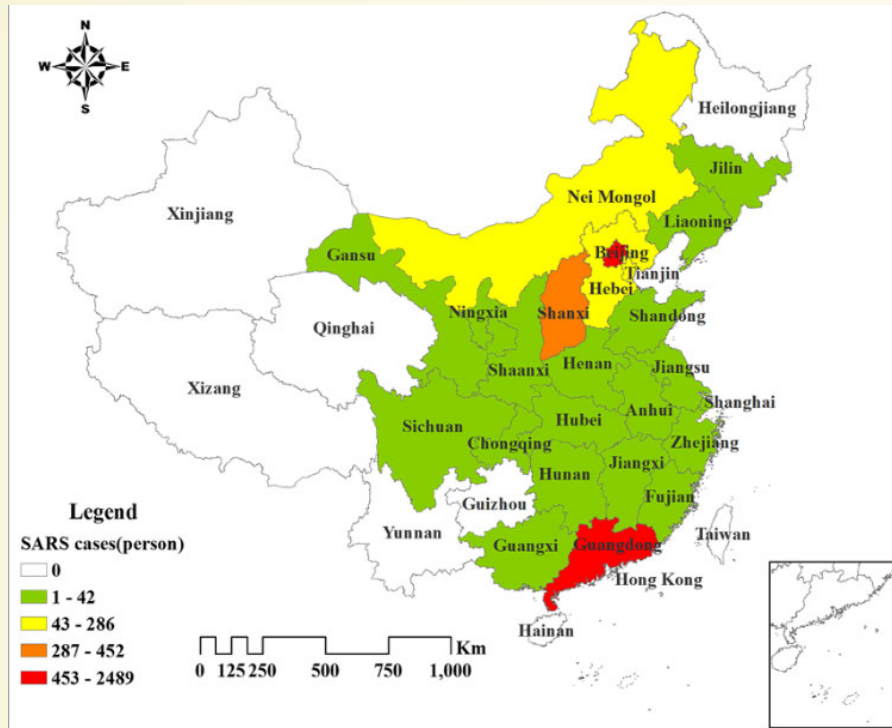 N
W E
S
Heilongjiang
Jilin
Nei Mongol
Xinjiang
Liaoning
Gansu
Beijing
Tianjin
Hebei
Ningxia
Shanxi
Shandong
Qinghai
Shaanxi
Henan
Jiangsu
Xizang
Shanghai
Anhui
Hubei
Sichuan
Chongqing
Zhejiang
Jiangxi
Hunan
Fujian
Guizhou
Legend
Yunnan
Taiwan
SARS cases(person)
Guangxi
Guangdong
0
Hong Kong
1 - 42
43 - 286
Hainan
287 - 452
Km
0 125 250 500 750 1,000
453 - 2489